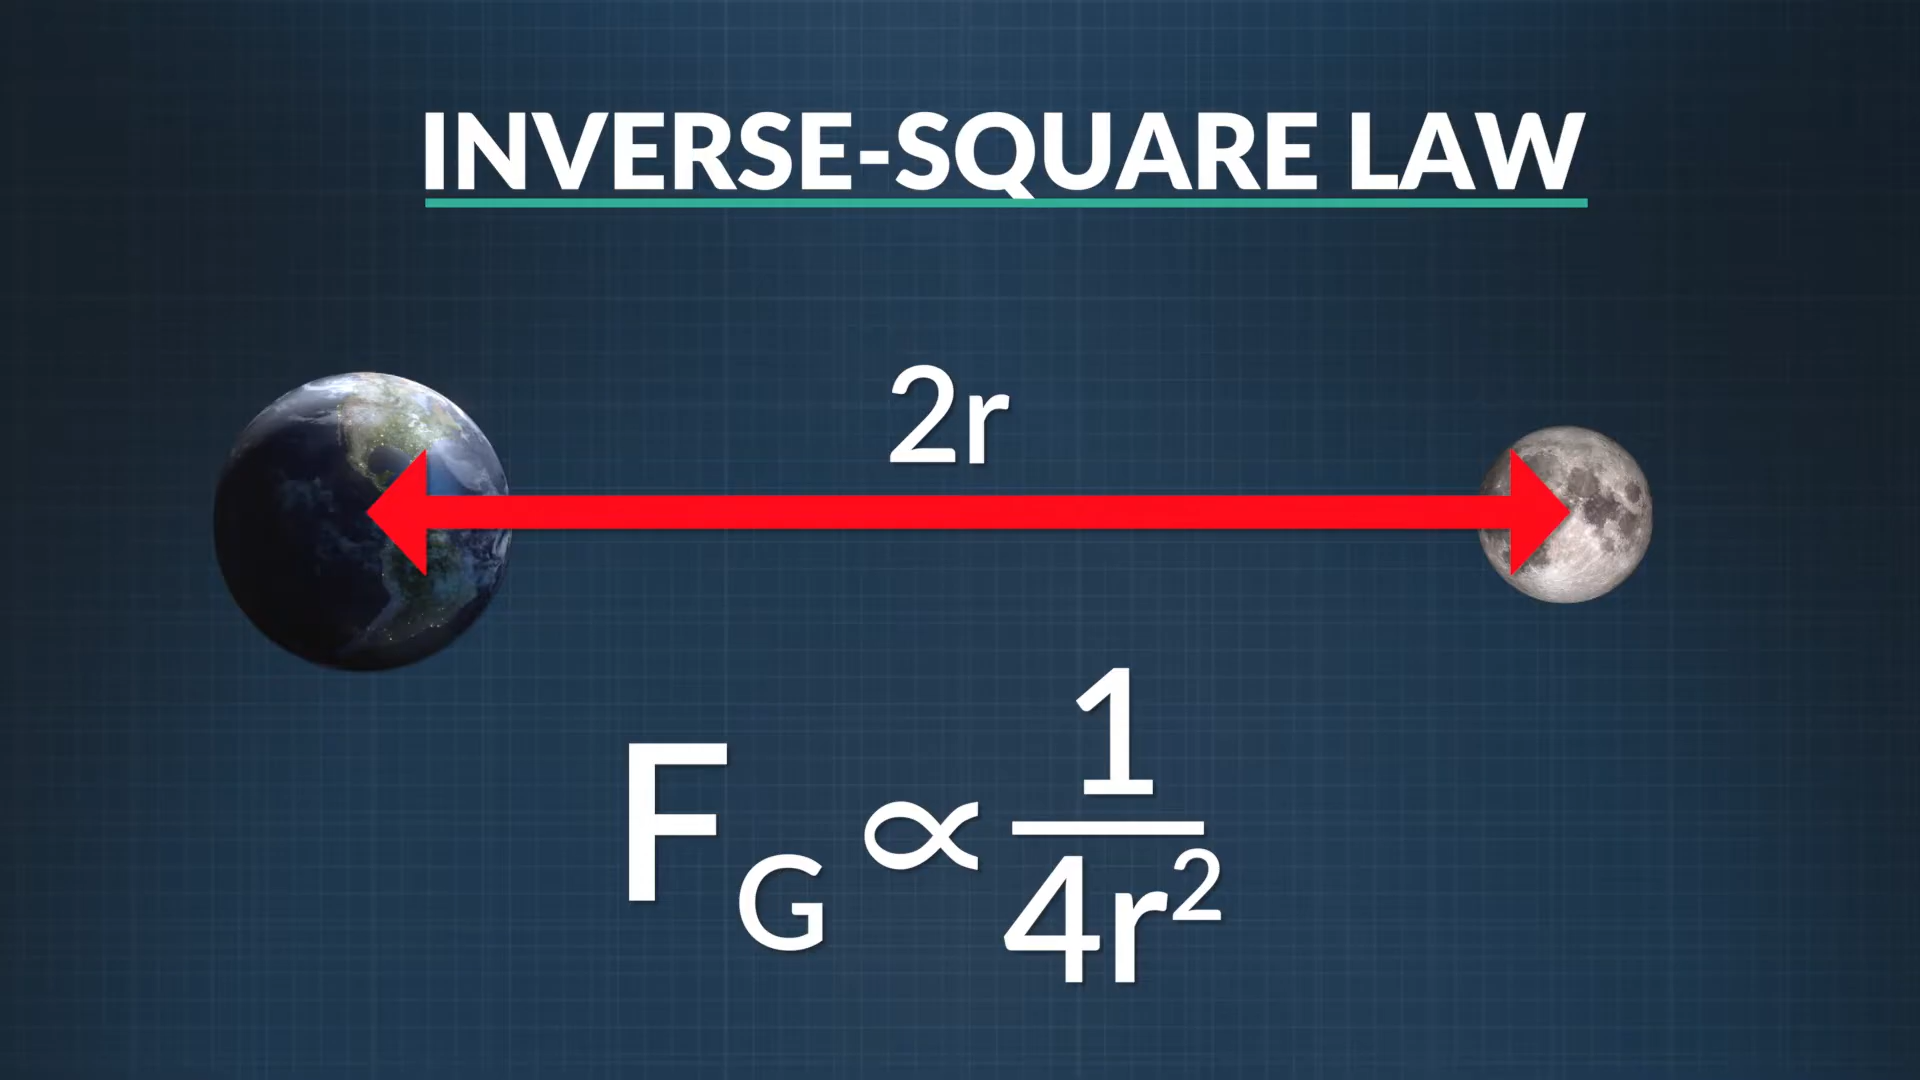 INVERSE-SQUARE LAW
2r
F_G ∝ 1/4r²